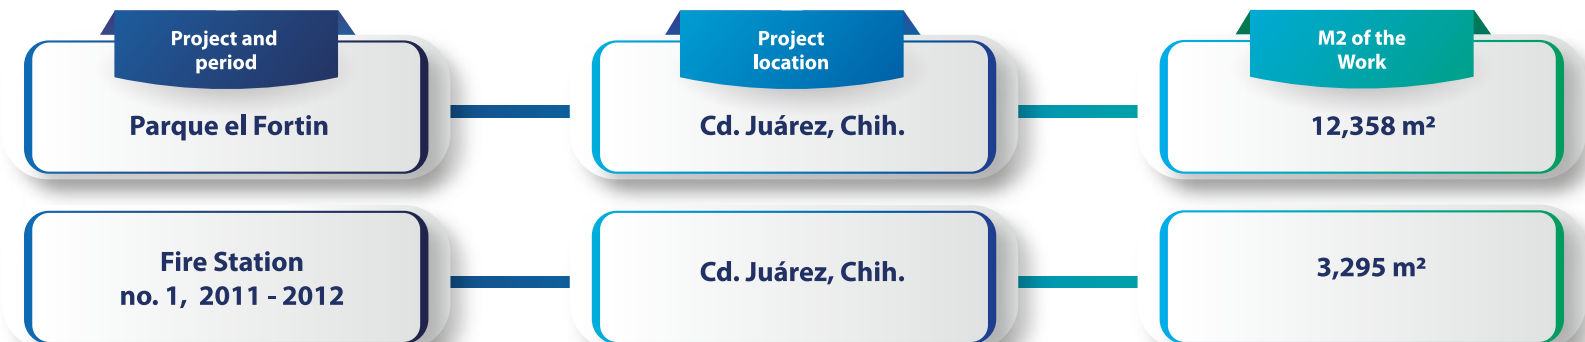 Project and
period
Project
location
M2 of the
Work
Parque el Fortin
Cd. Juárez, Chih.
12,358 m²
Fire Station
no. 1,  2011 - 2012
Cd. Juárez, Chih.
3,295 m²